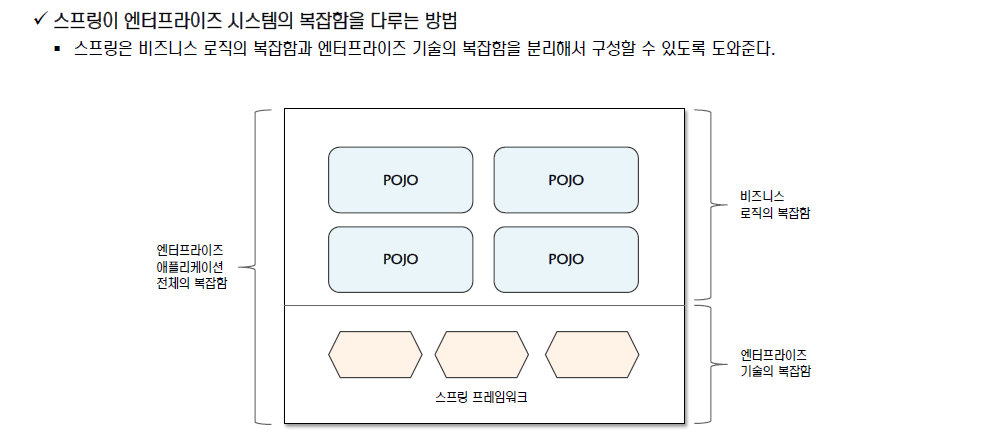 ✓ 스프링이 엔터프라이즈 시스템의 복잡함을 다루는 방법
▪ 스프링은 비즈니스 로직의 복잡함과 엔터프라이즈 기술의 복잡함을 분리해서 구성할 수 있도록 도와준다.
POJO
POJO
비즈니스
로직의 복잡함
엔터프라이즈
애플리케이션
전체의 복잡함
POJO
POJO
엔터프라이즈
기술의 복잡함
스프링 프레임워크